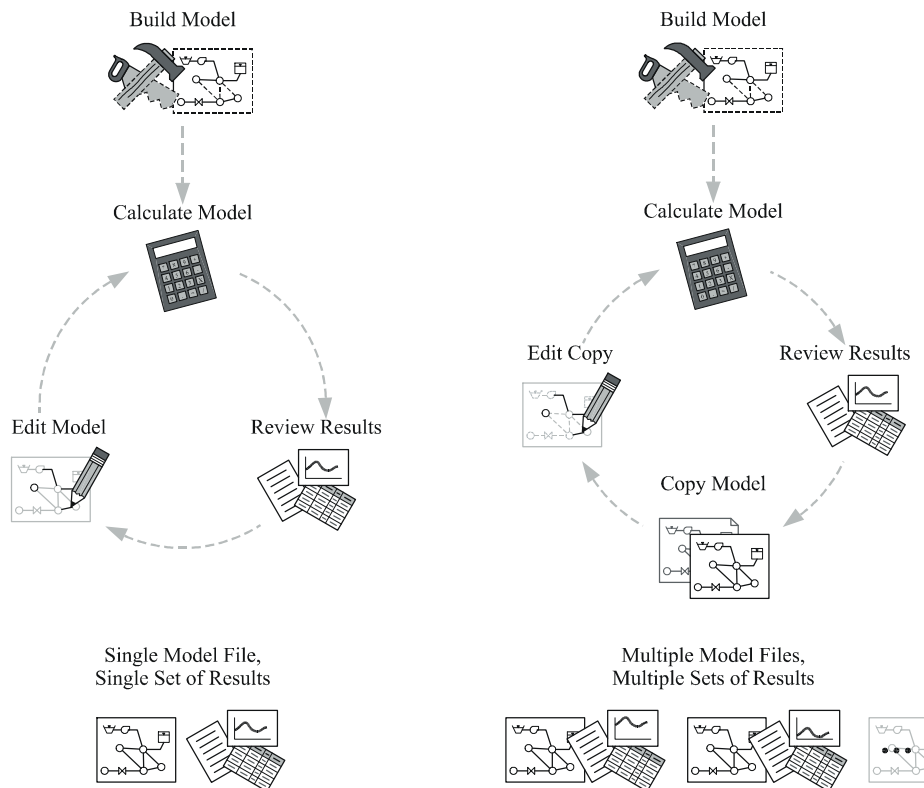 Build Model
Calculate Model
Edit Model
Review Results
Single Model File,
Single Set of Results
Build Model
Calculate Model
Edit Copy
Review Results
Copy Model
Multiple Model Files,
Multiple Sets of Results